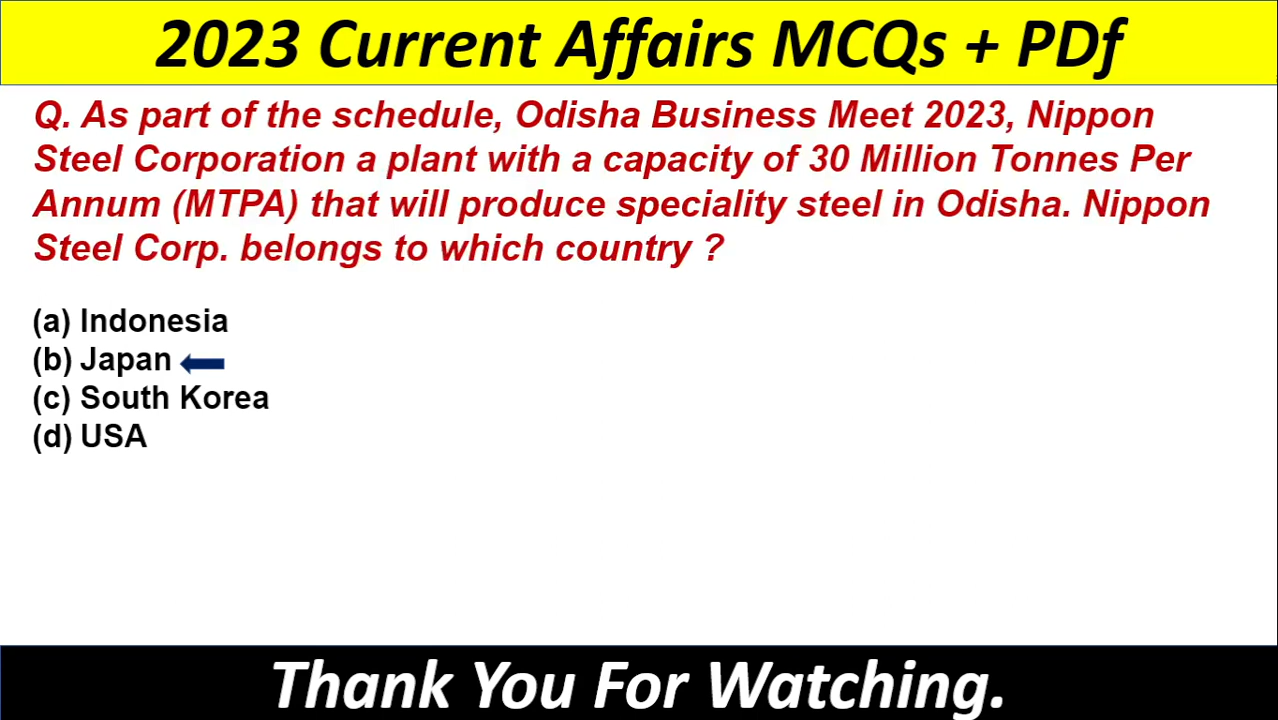 2023 Current Affairs MCQs + PDf
Q. As part of the schedule, Odisha Business Meet 2023, Nippon
Steel Corporation a plant with a capacity of 30 Million Tonnes Per
Annum (MTPA) that will produce speciality steel in Odisha. Nippon
Steel Corp. belongs to which country ?
(a) Indonesia
(b) Japan
(c) South Korea
(d) USA
Thank You For Watching.